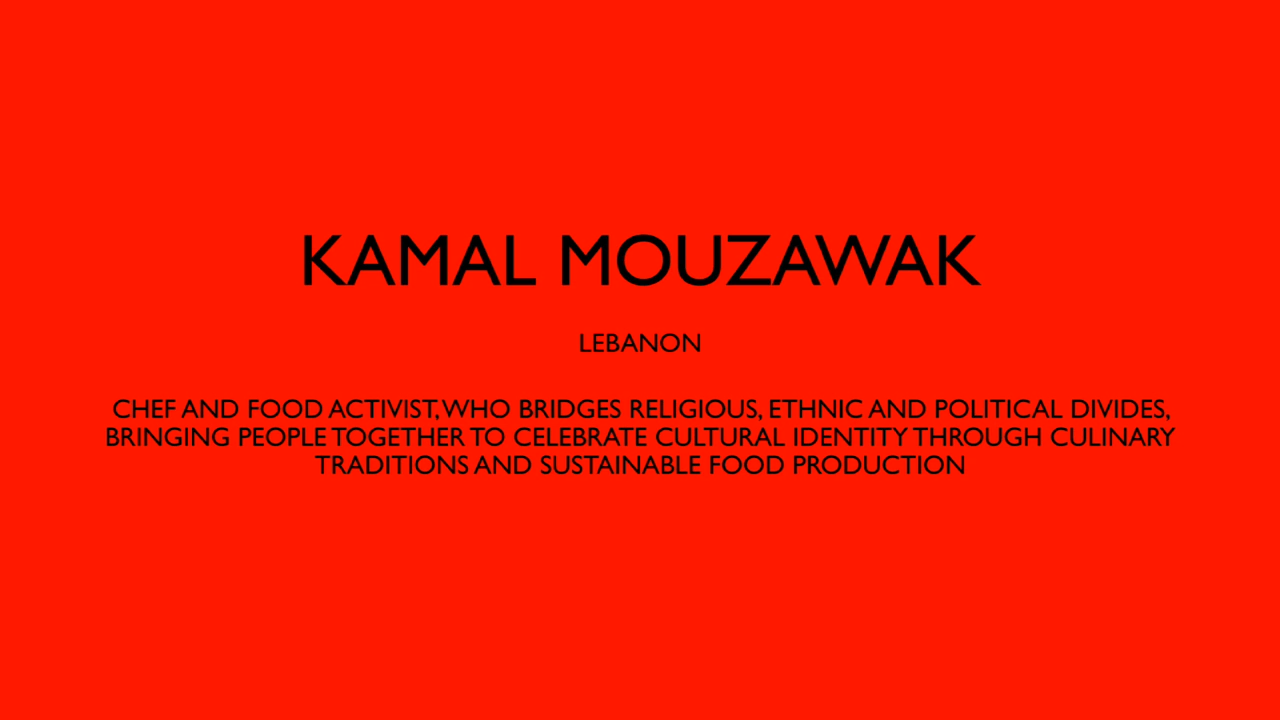 KAMAL MOUZAWAK
LEBANON
CHEF AND FOOD ACTIVIST, WHO BRIDGES RELIGIOUS, ETHNIC AND POLITICAL DIVIDES,
BRINGING PEOPLE TOGETHER TO CELEBRATE CULTURAL IDENTITY THROUGH CULINARY
TRADITIONS AND SUSTAINABLE FOOD PRODUCTION